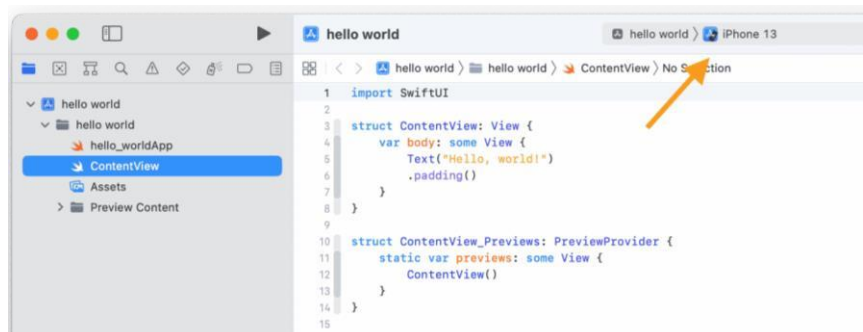 hello world
hello world 〉 iPhone 13
hello world 〉 hello world 〉 ContentView 〉 No S ction
hello world
hello world
hello_worldApp
ContentView
Assets
Preview Content
1 import SwiftUI
2
3 struct ContentView: View {
4 var body: some View {
5 Text("Hello, world!")
6 .padding()
7 }
8 }
9
10 struct ContentView_Previews: PreviewProvider {
11 static var previews: some View {
12 ContentView()
13 }
14 }
15